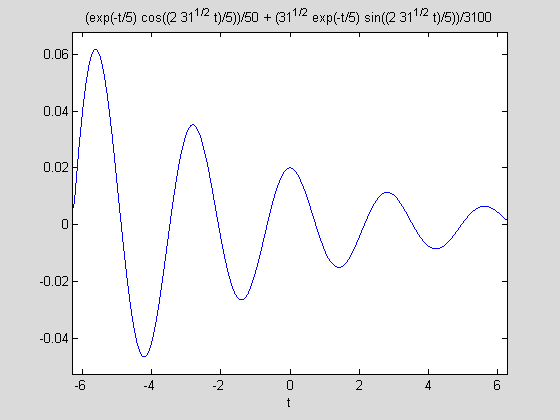 (exp(-t/5) cos((2 31^1/2 t)/5))/50 + (31^1/2 exp(-t/5) sin((2 31^1/2 t)/5))/3100
0.06
0.04
0.02
0
-0.02
-0.04
-6 -4 -2 0 2 4 6
t